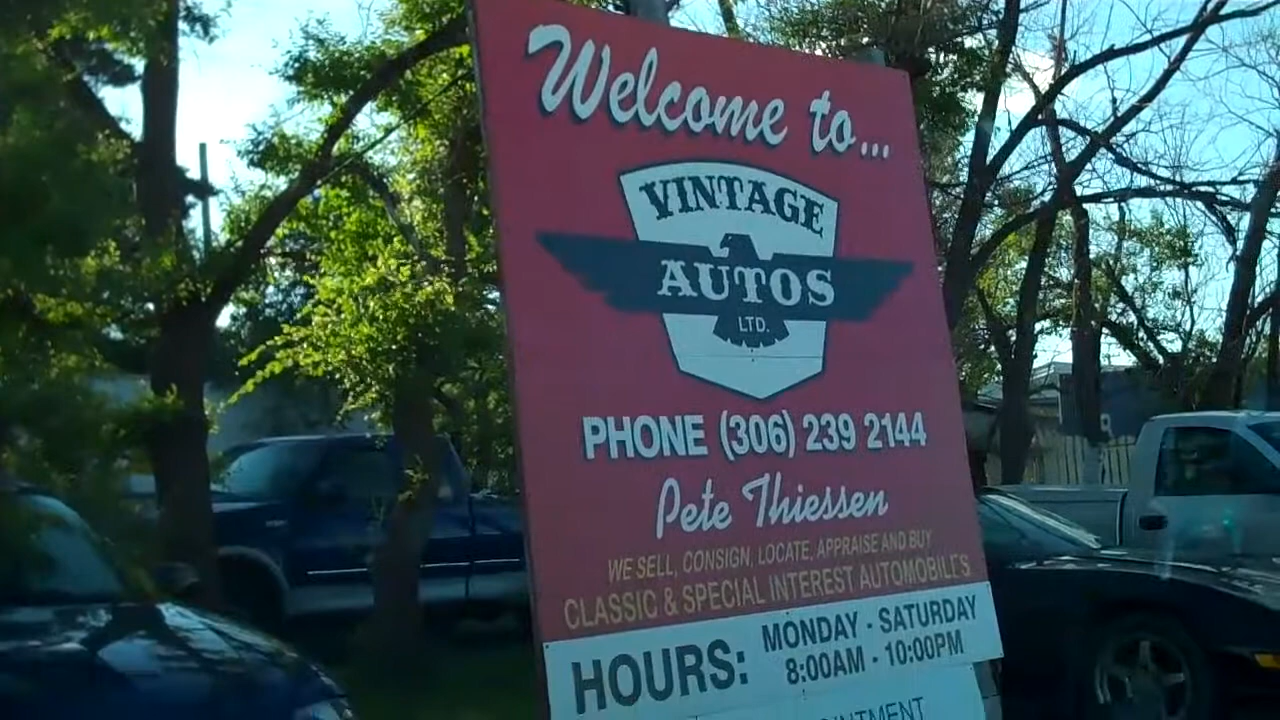 Welcome to...
VINTAGE
AUTOS
LTD.
PHONE (306) 239 2144
Pete Thiessen
WE SELL, CONSIGN, LOCATE, APPRAISE AND BUY
CLASSIC & SPECIAL INTEREST AUTOMOBILES
HOURS: MONDAY - SATURDAY
8:00AM - 10:00PM